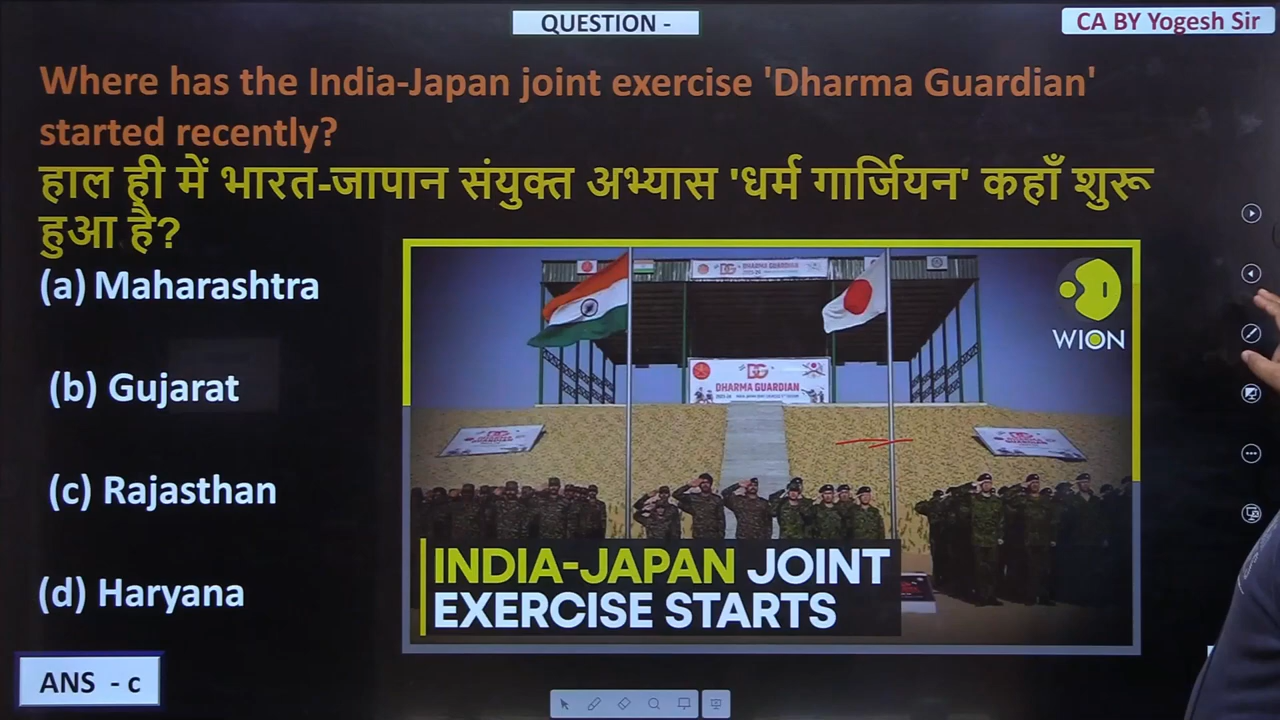 QUESTION -
CA BY Yogesh Sir
Where has the India-Japan joint exercise 'Dharma Guardian'
started recently?
हाल ही में भारत-जापान संयुक्त अभ्यास 'धर्म गार्जियन' कहाँ शुरू
हुआ है?
(a) Maharashtra
(b) Gujarat
(c) Rajasthan
(d) Haryana
DHARMA GUARDIAN
WION
DG
DHARMA GUARDIAN
INDIA-JAPAN JOINT
EXERCISE STARTS
ANS - c